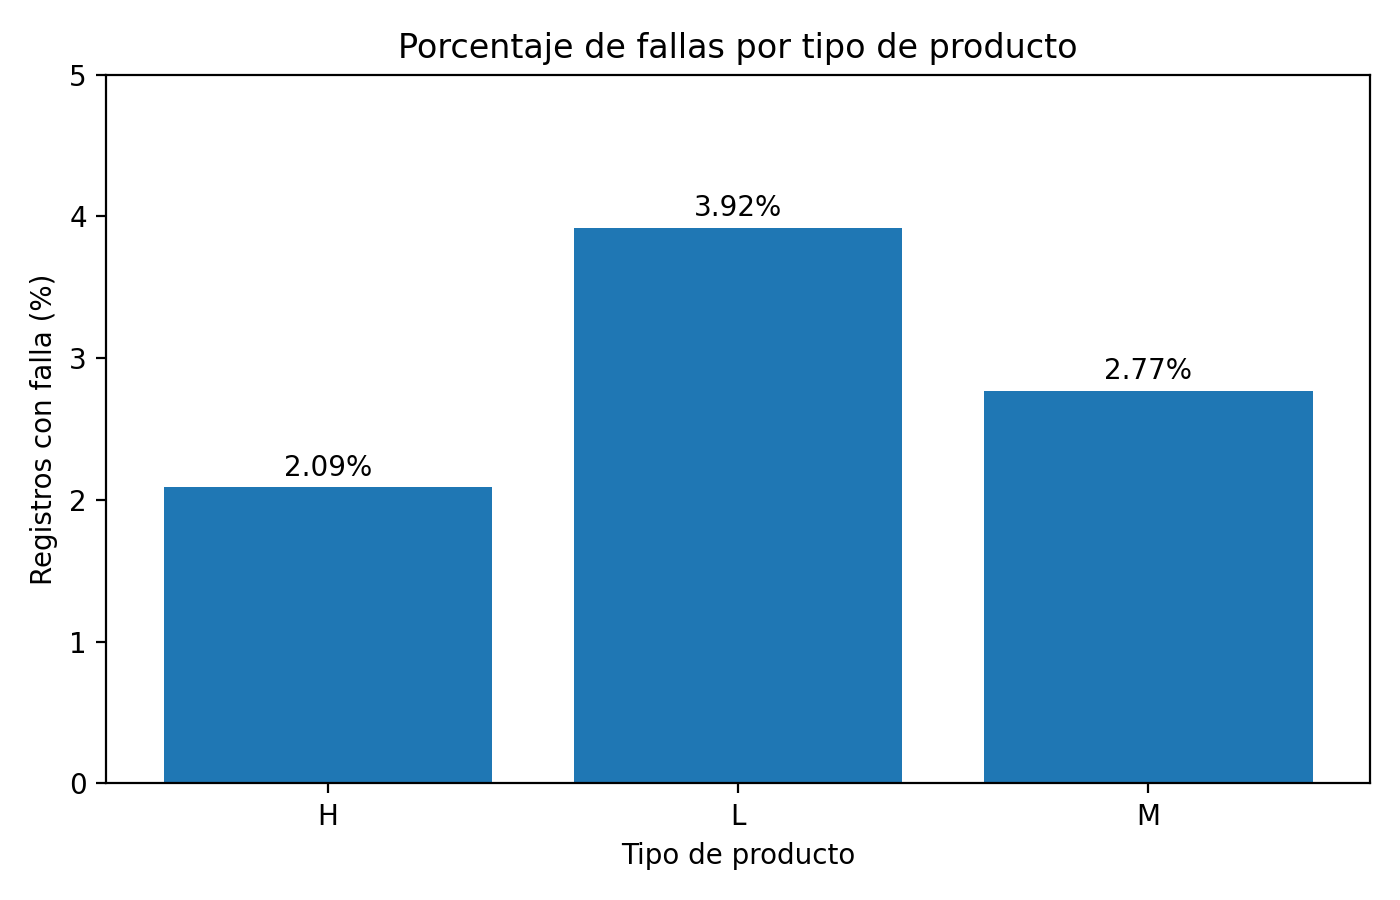 Porcentaje de fallas por tipo de producto
Registros con falla (%)
5
4
3
2
1
0
2.09%
3.92%
2.77%
H
L
M
Tipo de producto